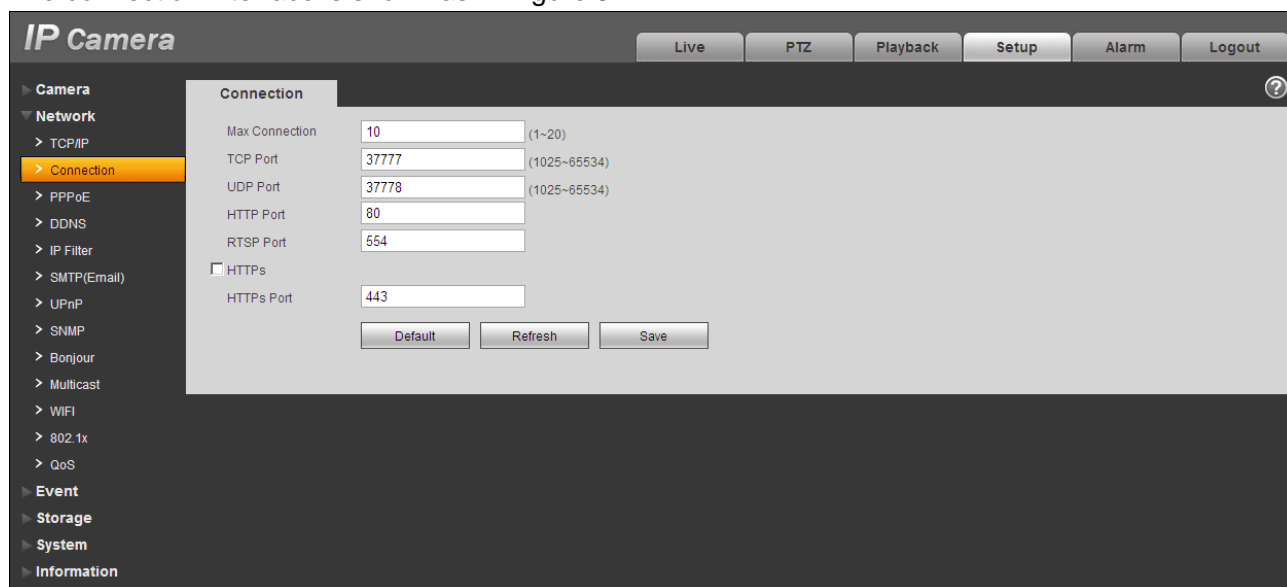 IP Camera
Live PTZ Playback Setup Alarm Logout
Camera
Network
> TCP/IP
> Connection
> PPPoE
> DDNS
> IP Filter
> SMTP(Email)
> UPnP
> SNMP
> Bonjour
> Multicast
> WIFI
> 802.1x
> QoS
Event
Storage
System
Information
Connection ?
Max Connection 10 (1~20)
TCP Port 37777 (1025~65534)
UDP Port 37778 (1025~65534)
HTTP Port 80
RTSP Port 554
HTTPs
HTTPs Port 443
Default Refresh Save